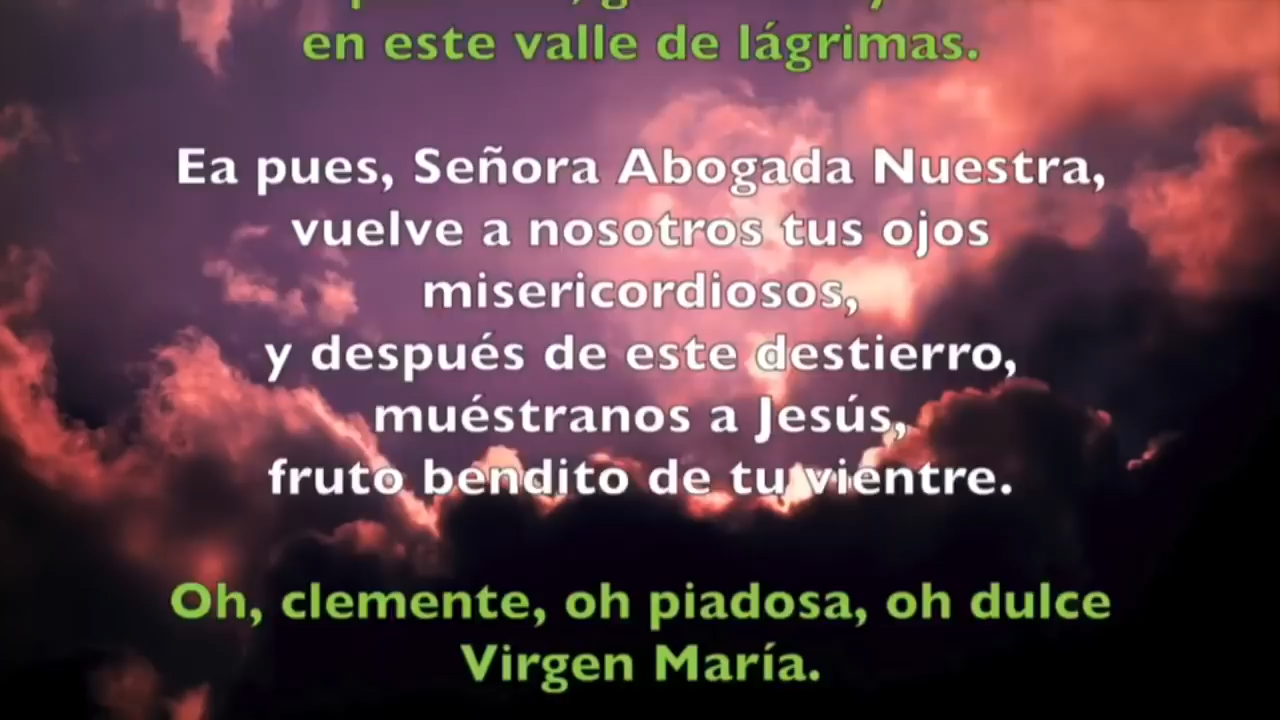 en este valle de lágrimas.
Ea pues, Señora Abogada Nuestra,
vuelve a nosotros tus ojos
misericordiosos,
y después de este destierro,
muéstranos a Jesús,
fruto bendito de tu vientre.
Oh, clemente, oh piadosa, oh dulce
Virgen María.